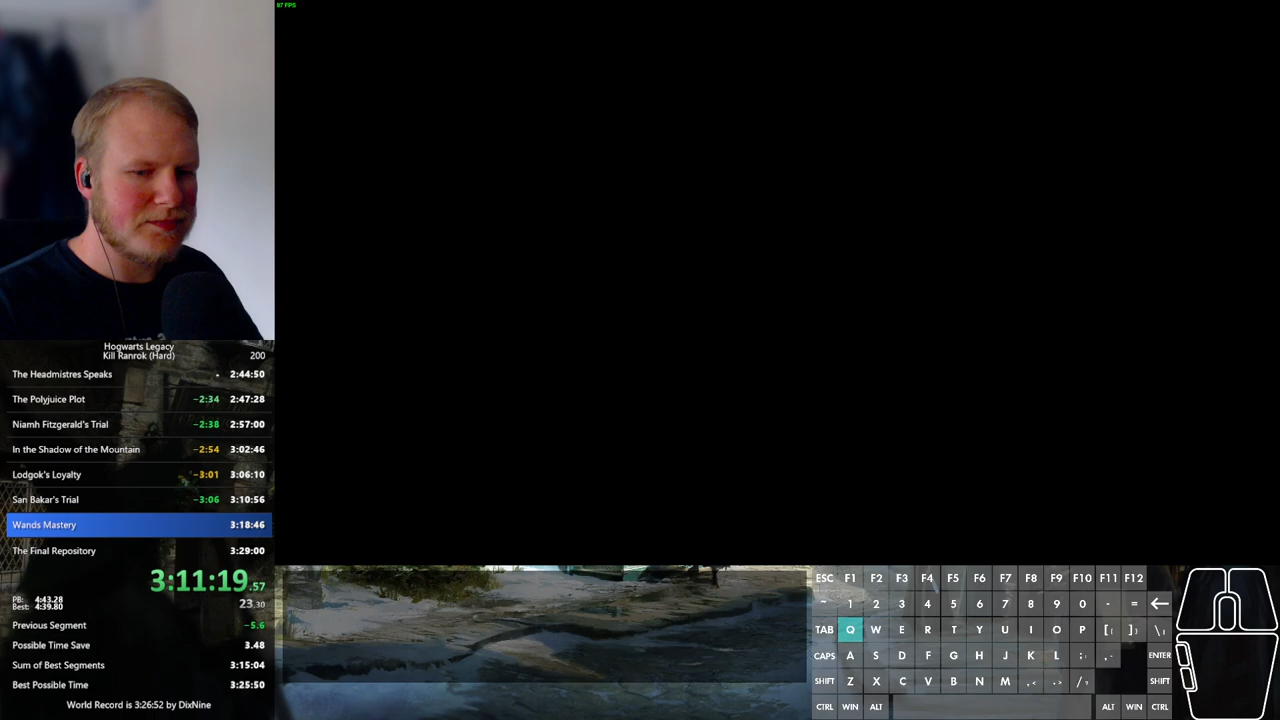 97 FPS
Hogwarts Legacy
Kill Ranrok (Hard) 200
The Headmistres Speaks - 2:44:50
The Polyjuice Plot −2:34 2:47:28
Niamh Fitzgerald's Trial −2:38 2:57:00
In the Shadow of the Mountain −2:54 3:02:46
Lodgok's Loyalty −3:01 3:06:10
San Bakar's Trial −3:06 3:10:56
Wands Mastery 3:18:46
The Final Repository 3:29:00
3:11:19.57
PB: 4:43.28
Best: 4:39.80
23.30
Previous Segment −5.6
Possible Time Save 3.48
Sum of Best Segments 3:15:04
Best Possible Time 3:25:50
World Record is 3:26:52 by DixNine
ESC F1 F2 F3 F4 F5 F6 F7 F8 F9 F10 F11 F12
~ 1 2 3 4 5 6 7 8 9 0 - = ←
TAB Q W E R T Y U I O P [{ ]} \|
CAPS A S D F G H J K L ;: ,. ENTER
SHIFT Z X C V B N M ,< .> /? SHIFT
CTRL WIN ALT ALT WIN CTRL